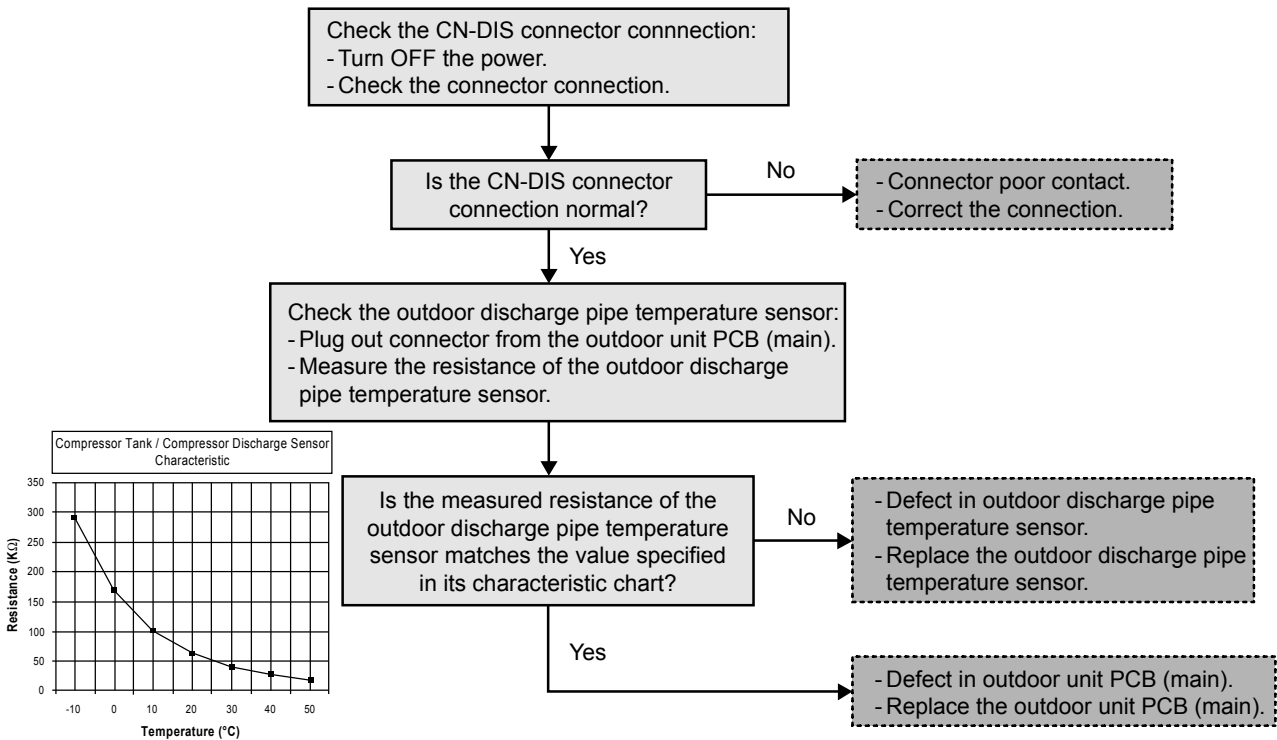 Check the CN-DIS connector connnection:
- Turn OFF the power.
- Check the connector connection.
Is the CN-DIS connector
connection normal?
No
- Connector poor contact.
- Correct the connection.
Yes
Check the outdoor discharge pipe temperature sensor:
- Plug out connector from the outdoor unit PCB (main).
- Measure the resistance of the outdoor discharge
pipe temperature sensor.
Compressor Tank / Compressor Discharge Sensor
Characteristic
350
300
250
200
150
100
50
0
Resistance (KΩ)
-10 0 10 20 30 40 50
Temperature (°C)
Is the measured resistance of the
outdoor discharge pipe temperature
sensor matches the value specified
in its characteristic chart?
No
- Defect in outdoor discharge pipe
temperature sensor.
- Replace the outdoor discharge pipe
temperature sensor.
Yes
- Defect in outdoor unit PCB (main).
- Replace the outdoor unit PCB (main).